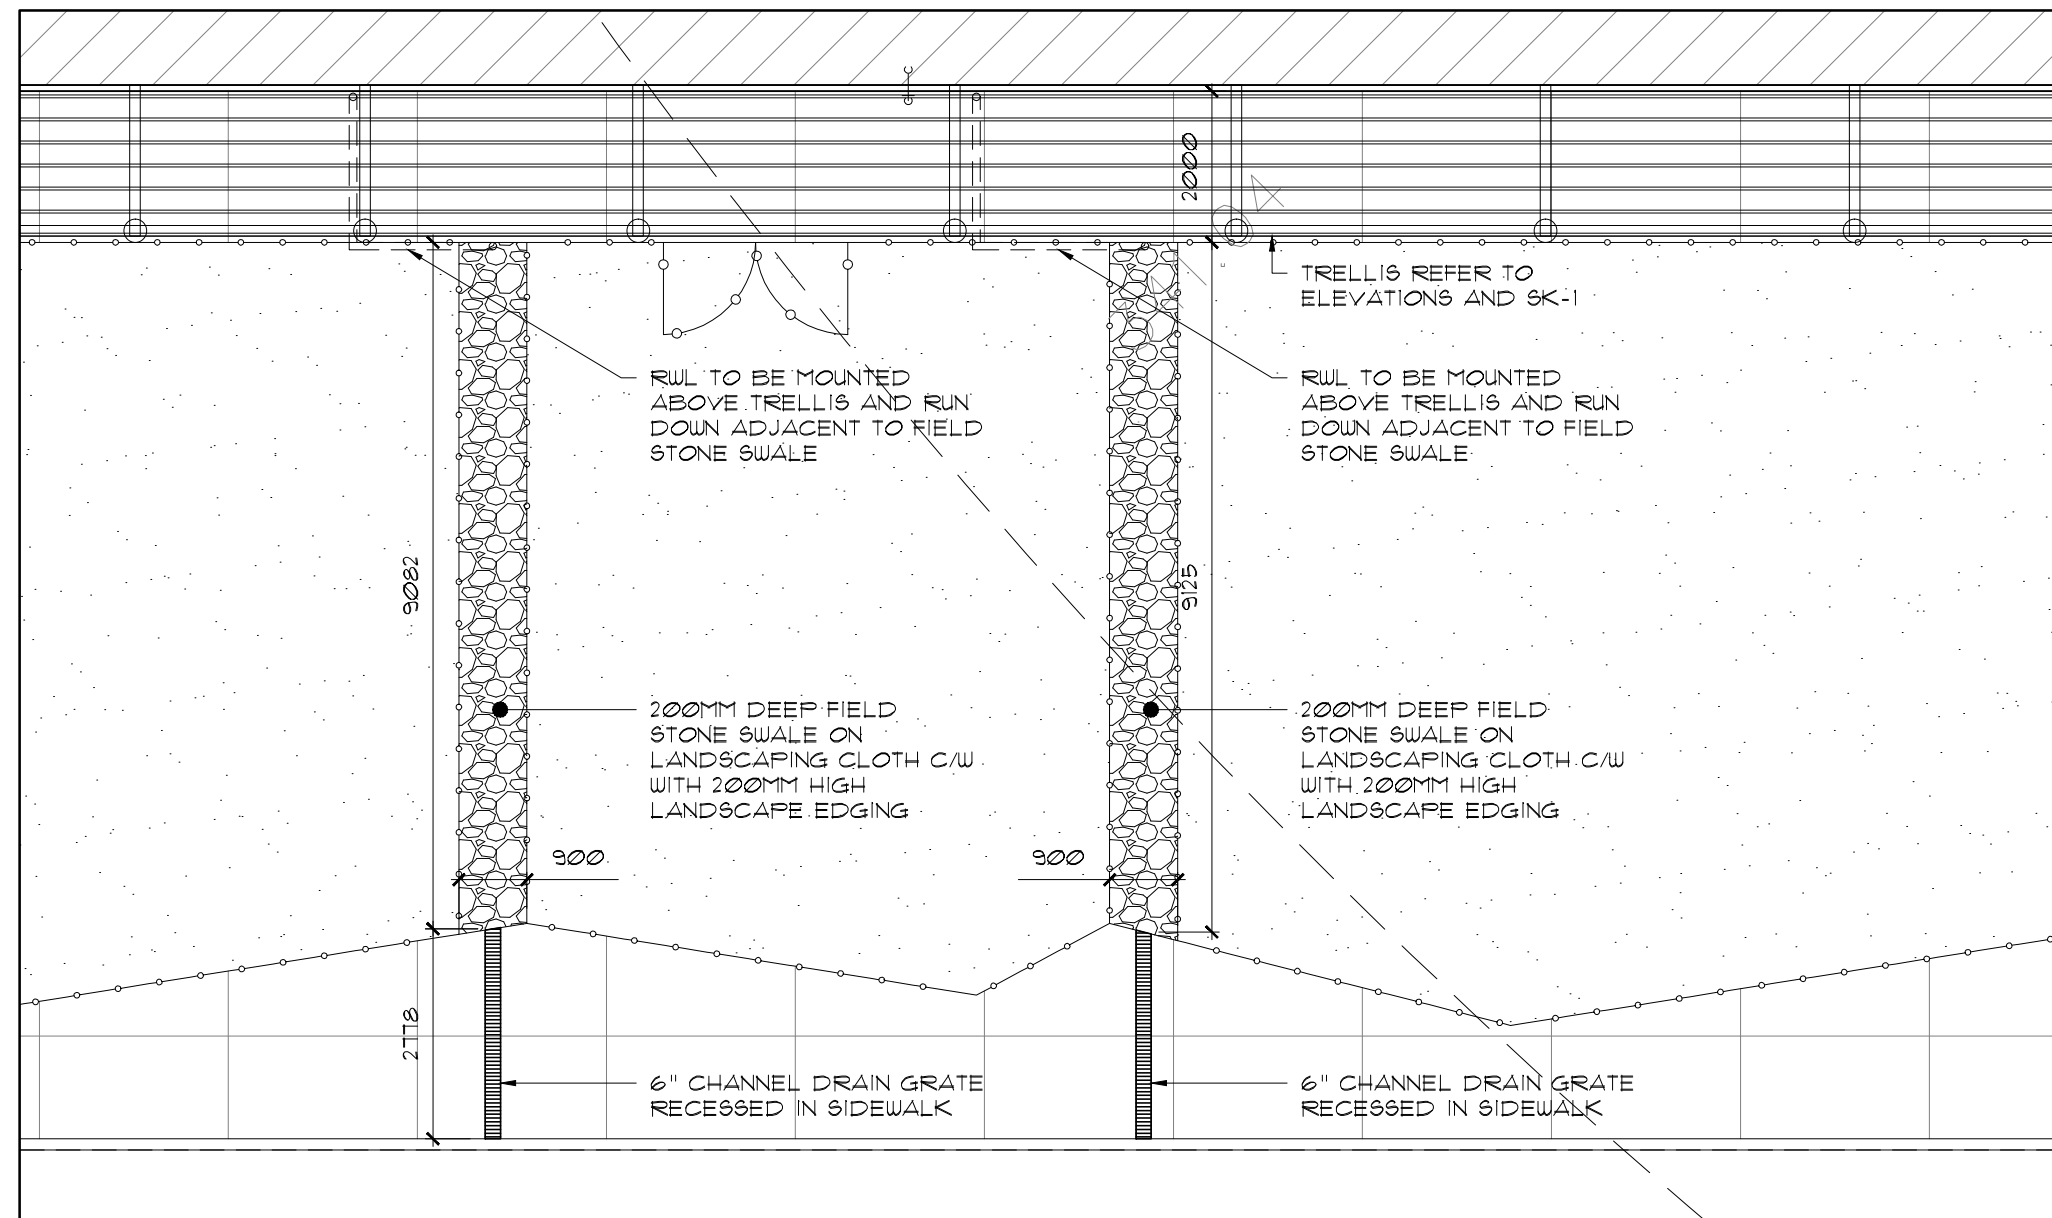 2000
TRELLIS REFER TO
ELEVATIONS AND SK-1
RWL TO BE MOUNTED
ABOVE TRELLIS AND RUN
DOWN ADJACENT TO FIELD
STONE SWALE
RWL TO BE MOUNTED
ABOVE TRELLIS AND RUN
DOWN ADJACENT TO FIELD
STONE SWALE
9082
9125
200MM DEEP FIELD
STONE SWALE ON
LANDSCAPING CLOTH C/W
WITH 200MM HIGH
LANDSCAPE EDGING
200MM DEEP FIELD
STONE SWALE ON
LANDSCAPING CLOTH C/W
WITH 200MM HIGH
LANDSCAPE EDGING
900
900
2778
6" CHANNEL DRAIN GRATE
RECESSED IN SIDEWALK
6" CHANNEL DRAIN GRATE
RECESSED IN SIDEWALK